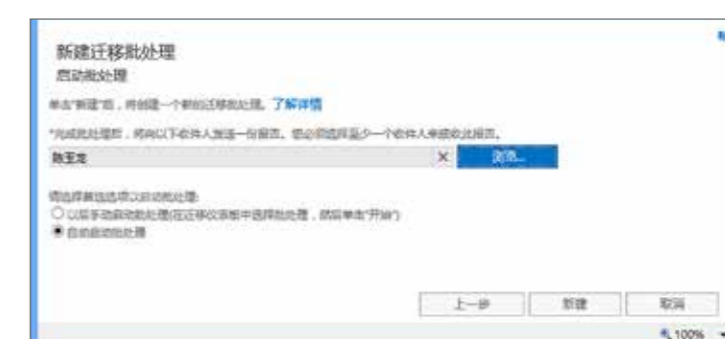 新建迁移批处理
启动批处理
单击"新建"后，将创建一个新的迁移批处理。了解详情
*完成批处理后，将向以下收件人发送一份报告。您必须选择至少一个收件人来接收此报告。
陈玉龙 × 浏览...
请选择首选选项以启动批处理:
以后手动启动批处理(在迁移仪表板中选择批处理，然后单击"开始")
自动启动批处理
上一步 新建 取消
100%